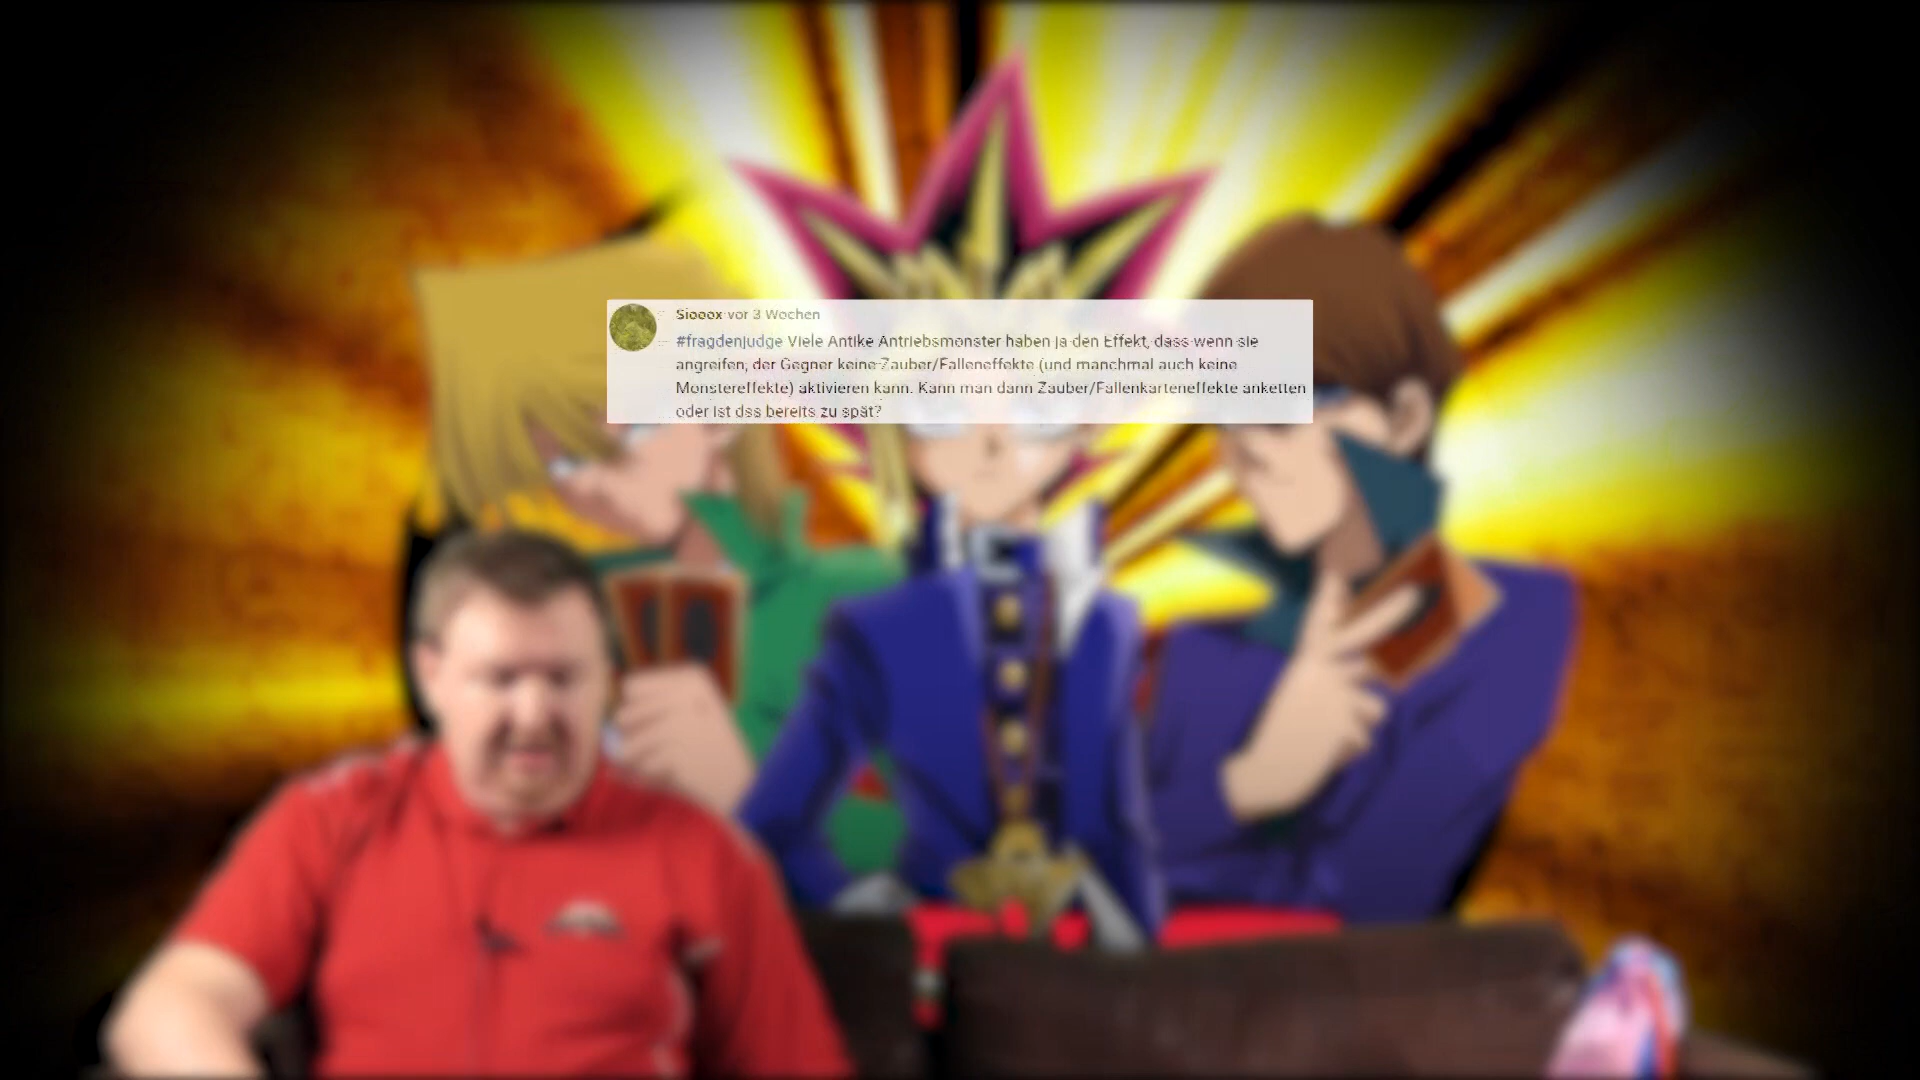 Siooox vor 3 Wochen
#fragdenjudge Viele Antike Antriebsmonster haben ja den Effekt, dass wenn sie
angreifen, der Gegner keine Zauber/Falleneffekte (und manchmal auch keine
Monstereffekte) aktivieren kann. Kann man dann Zauber/Fallenkarteneffekte anketten
oder ist dss bereits zu spät?